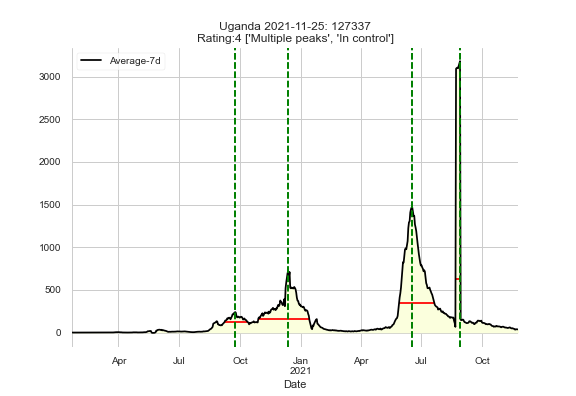 Uganda 2021-11-25: 127337
Rating:4 ['Multiple peaks', 'In control']
Average-7d
3000
2500
2000
1500
1000
500
0
Apr Jul Oct Jan Apr Jul Oct
2021
Date